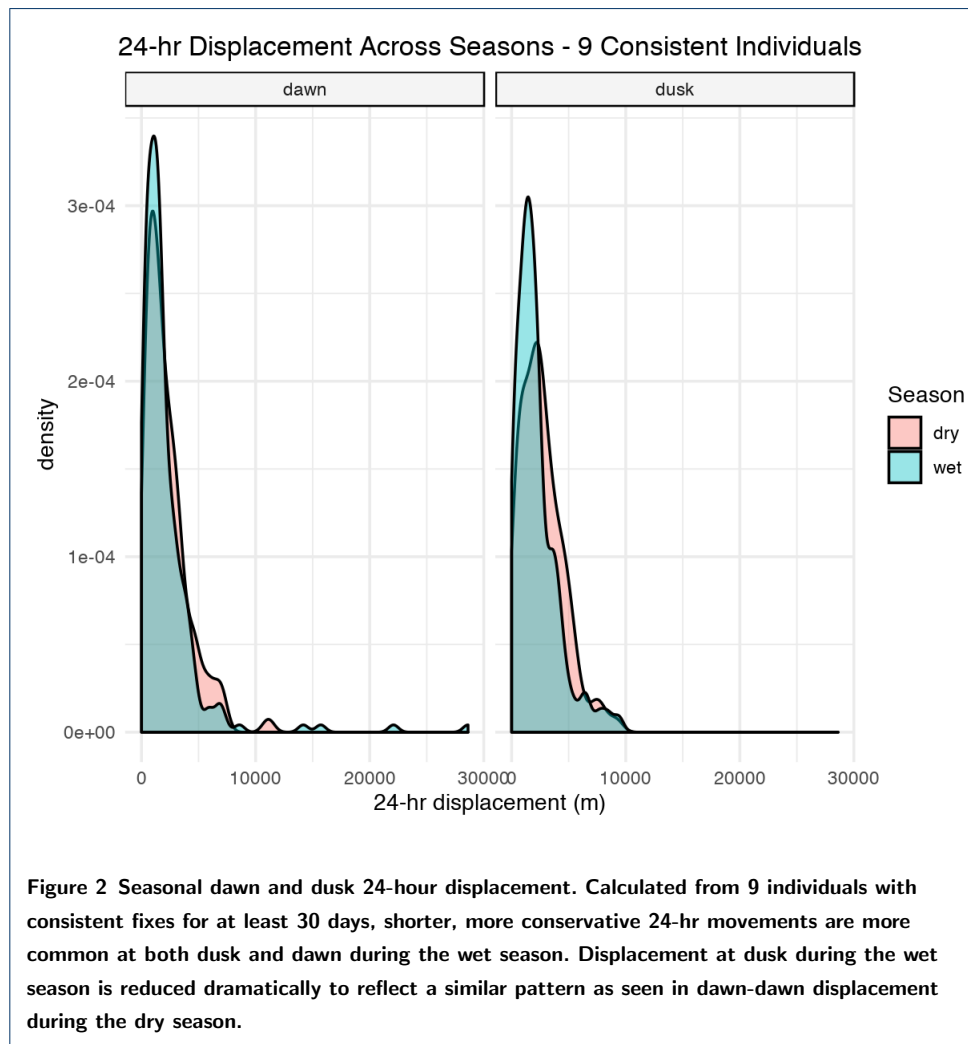 24-hr Displacement Across Seasons - 9 Consistent Individuals
dawn
dusk
3e-04
2e-04
1e-04
0e+00
density
0
10000
20000
30000
0
10000
20000
30000
24-hr displacement (m)
Season
dry
wet
Figure 2 Seasonal dawn and dusk 24-hour displacement. Calculated from 9 individuals with
consistent fixes for at least 30 days, shorter, more conservative 24-hr movements are more
common at both dusk and dawn during the wet season. Displacement at dusk during the wet
season is reduced dramatically to reflect a similar pattern as seen in dawn-dawn displacement
during the dry season.